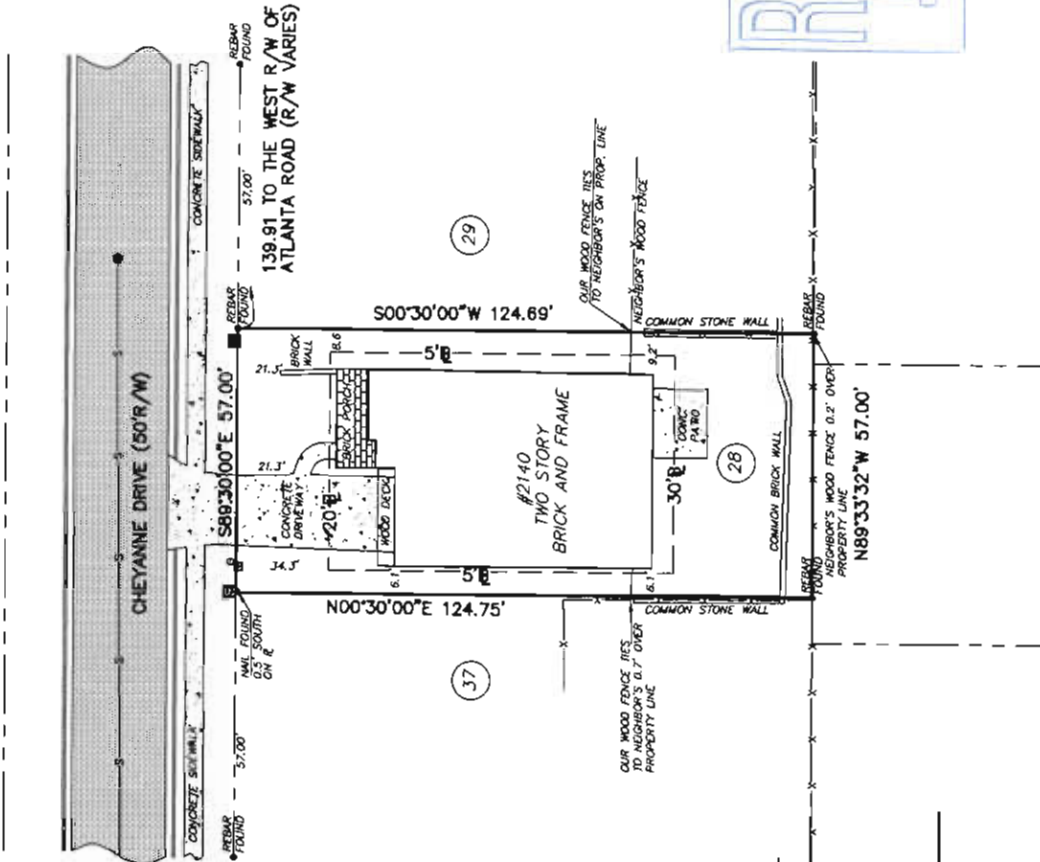 CHEYANNE DRIVE (50'R/W)
CONCRETE SIDEWALK
CONCRETE SIDEWALK
REBAR
FOUND
57.00'
139.91 TO THE WEST R/W OF
ATLANTA ROAD (R/W VARIES)
REBAR
FOUND
S89°30'00"E 57.00'
NAIL FOUND
0.5' SOUTH
ON
57.00'
REBAR
FOUND
S00°30'00"W 124.69'
N00°30'00"E 124.75'
29
28
37
21.3'
BRICK
WALL
8.6
5'
BRICK PORCH
21.3'
CONCRETE
DRIVEWAY
20'
34.3'
WOOD DECK
6.1
5'
#2140
TWO STORY
BRICK AND FRAME
9.2'
CONC.
PATIO
30'
6.1
OUR WOOD FENCE TIES
TO NEIGHBOR'S ON PROP. LINE
NEIGHBOR'S WOOD FENCE
COMMON STONE WALL
COMMON STONE WALL
OUR WOOD FENCE TIES
TO NEIGHBOR'S 0.7' OVER
PROPERTY LINE
COMMON BRICK WALL
REBAR
FOUND
REBAR
FOUND
NEIGHBOR'S WOOD FENCE 0.2' OVER
PROPERTY LINE
N89°33'32"W 57.00'
S
S
S
S
S
R